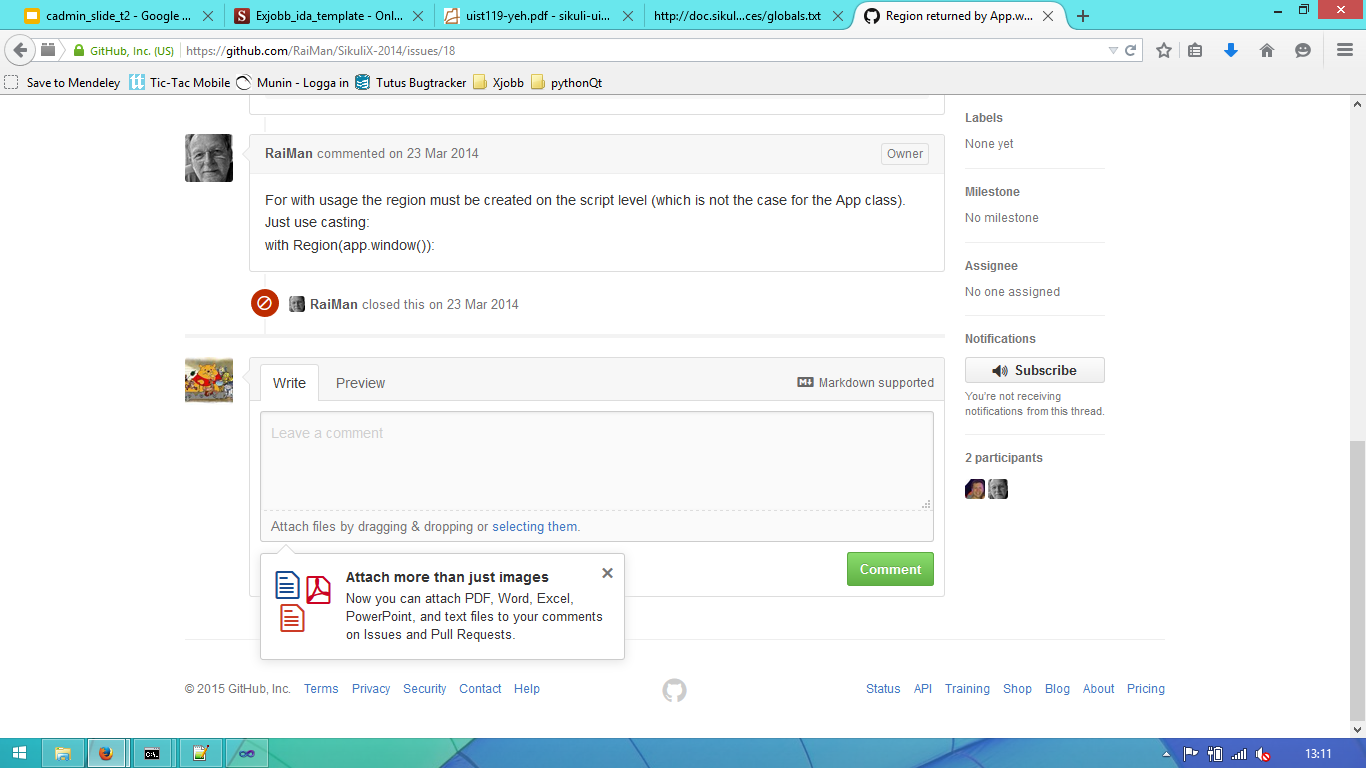 cadmin_slide_t2 - Google ...
Exjobb_ida_template - Onl...
uist119-yeh.pdf - sikuli-ui...
http://doc.sikul...ces/globals.txt
Region returned by App.w...
GitHub, Inc. (US)
https://github.com/RaiMan/SikuliX-2014/issues/18
Save to Mendeley
Tic-Tac Mobile
Munin - Logga in
Tutus Bugtracker
Xjobb
pythonQt
RaiMan commented on 23 Mar 2014
Owner
For with usage the region must be created on the script level (which is not the case for the App class).
Just use casting:
with Region(app.window()):
RaiMan closed this on 23 Mar 2014
Write
Preview
Markdown supported
Leave a comment
Attach files by dragging & dropping or selecting them.
Attach more than just images
Now you can attach PDF, Word, Excel,
PowerPoint, and text files to your comments
on Issues and Pull Requests.
Comment
Labels
None yet
Milestone
No milestone
Assignee
No one assigned
Notifications
Subscribe
You're not receiving
notifications from this thread.
2 participants
© 2015 GitHub, Inc.
Terms
Privacy
Security
Contact
Help
Status
API
Training
Shop
Blog
About
Pricing
13:11